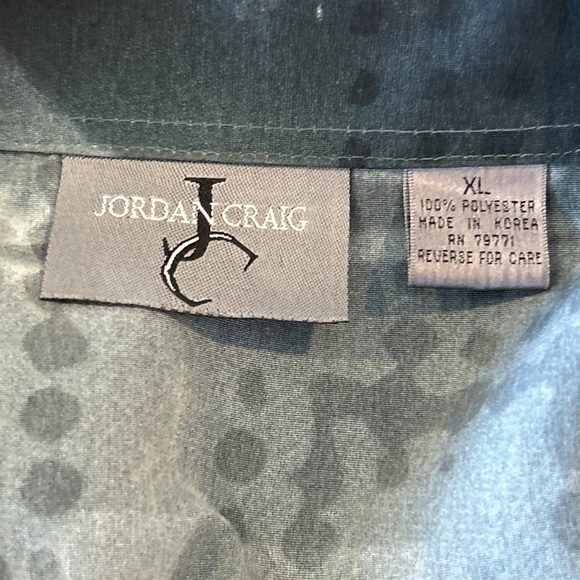 JORDAN CRAIG
JC
XL
100% POLYESTER
MADE IN KOREA
RN 79771
REVERSE FOR CARE